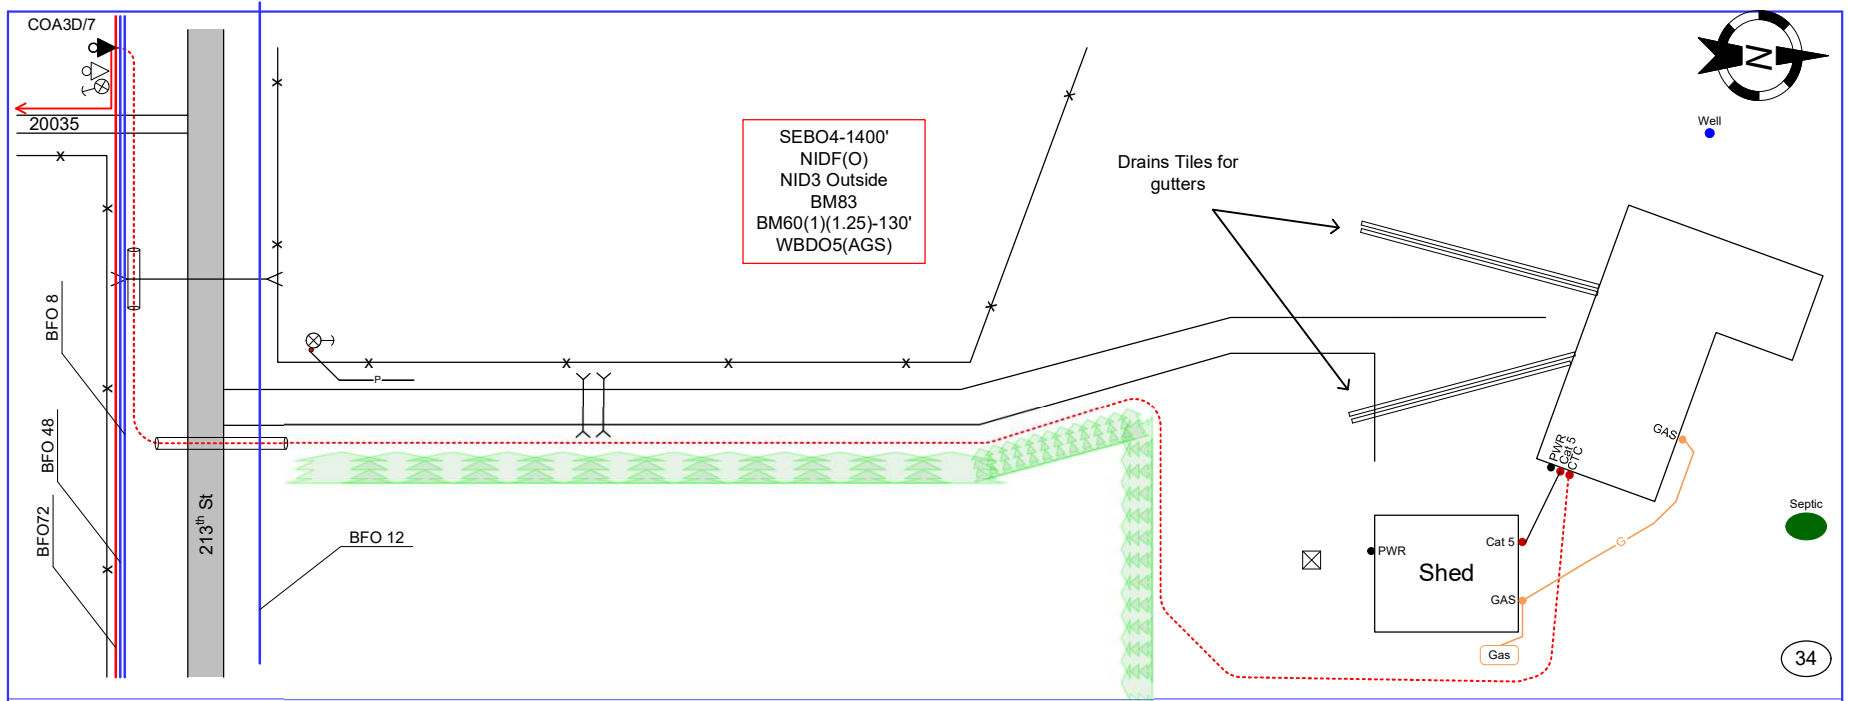 COA3D/7
20035
SEBO4-1400'
NIDF(O)
NID3 Outside
BM83
BM60(1)(1.25)-130'
WBDO5(AGS)
Drains Tiles for
gutters
N
Well
BFO 8
BFO 48
BFO72
213th St
BFO 12
P
PWR
Cat 5
CTC
GAS
G
Septic
Cat 5
PWR
Shed
GAS
Gas
34